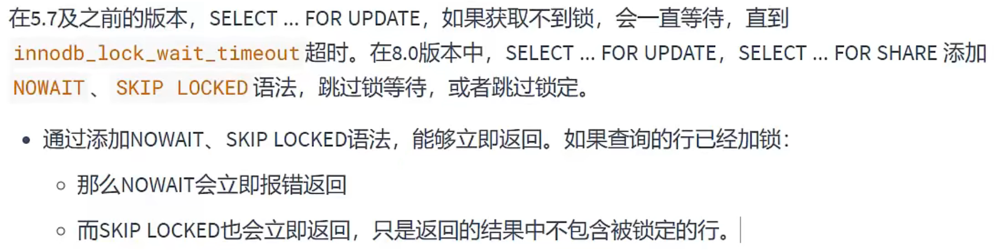 在5.7及之前的版本，SELECT ... FOR UPDATE，如果获取不到锁，会一直等待，直到
innodb_lock_wait_timeout 超时。在8.0版本中，SELECT ... FOR UPDATE，SELECT ... FOR SHARE 添加
NOWAIT 、 SKIP LOCKED 语法，跳过锁等待，或者跳过锁定。
• 通过添加NOWAIT、SKIP LOCKED语法，能够立即返回。如果查询的行已经加锁：
○ 那么NOWAIT会立即报错返回
○ 而SKIP LOCKED也会立即返回，只是返回的结果中不包含被锁定的行。